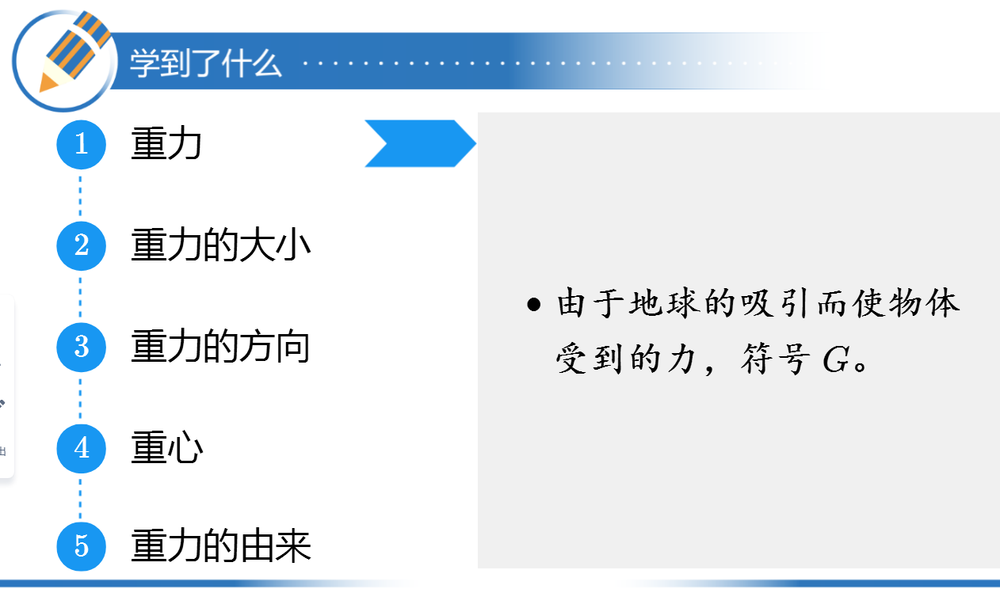 学到了什么
1 重力
2 重力的大小
3 重力的方向
4 重心
5 重力的由来
• 由于地球的吸引而使物体
受到的力，符号 G。
出